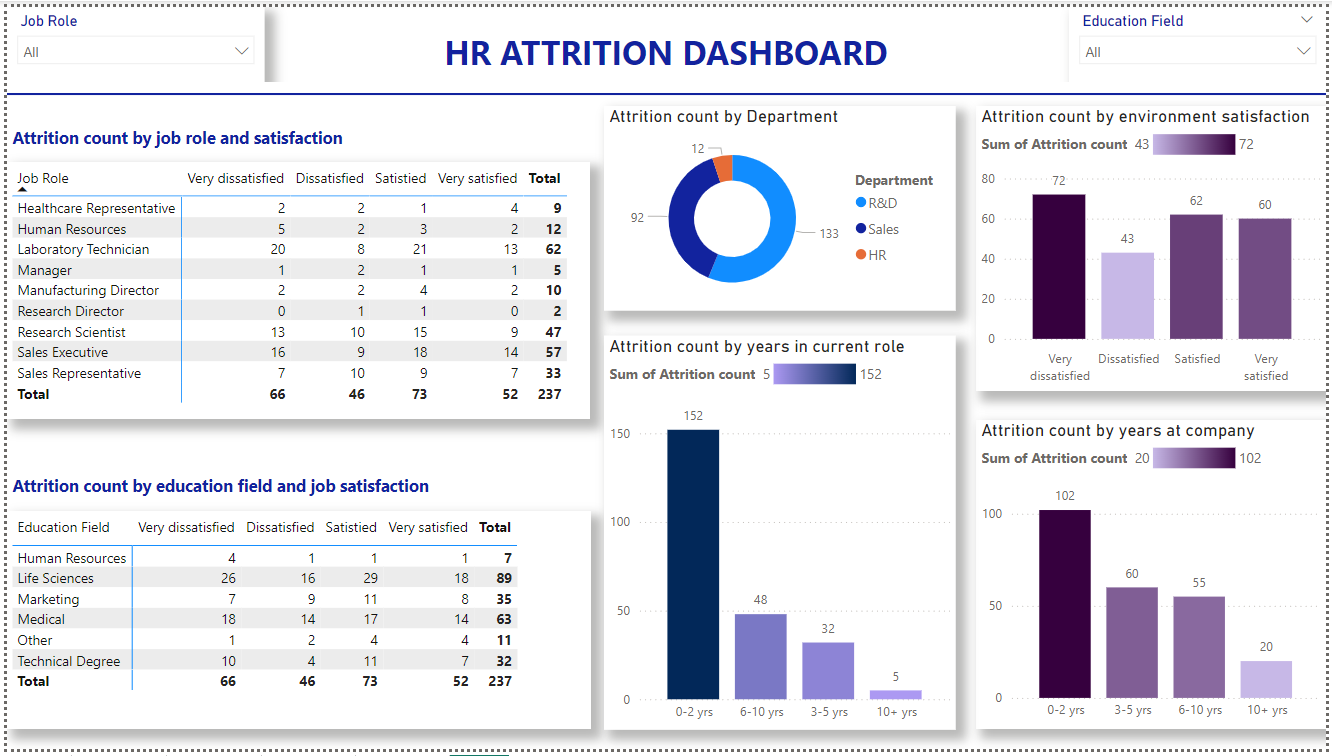 Job Role
All
HR ATTRITION DASHBOARD
Education Field
All
Attrition count by job role and satisfaction
Job Role Very dissatisfied Dissatisfied Satistied Very satisfied Total
Healthcare Representative 2 2 1 4 9
Human Resources 5 2 3 2 12
Laboratory Technician 20 8 21 13 62
Manager 1 2 1 1 5
Manufacturing Director 2 2 4 2 10
Research Director 0 1 1 0 2
Research Scientist 13 10 15 9 47
Sales Executive 16 9 18 14 57
Sales Representative 7 10 9 7 33
Total 66 46 73 52 237
Attrition count by education field and job satisfaction
Education Field Very dissatisfied Dissatisfied Satistied Very satisfied Total
Human Resources 4 1 1 1 7
Life Sciences 26 16 29 18 89
Marketing 7 9 11 8 35
Medical 18 14 17 14 63
Other 1 2 4 4 11
Technical Degree 10 4 11 7 32
Total 66 46 73 52 237
Attrition count by Department
12
92
133
Department
R&D
Sales
HR
Attrition count by years in current role
Sum of Attrition count 5 152
150
100
50
0
152
48
32
5
0-2 yrs 6-10 yrs 3-5 yrs 10+ yrs
Attrition count by environment satisfaction
Sum of Attrition count 43 72
80
60
40
20
0
72
43
62
60
Very dissatisfied Dissatisfied Satisfied Very satisfied
Attrition count by years at company
Sum of Attrition count 20 102
100
50
0
102
60
55
20
0-2 yrs 3-5 yrs 6-10 yrs 10+ yrs